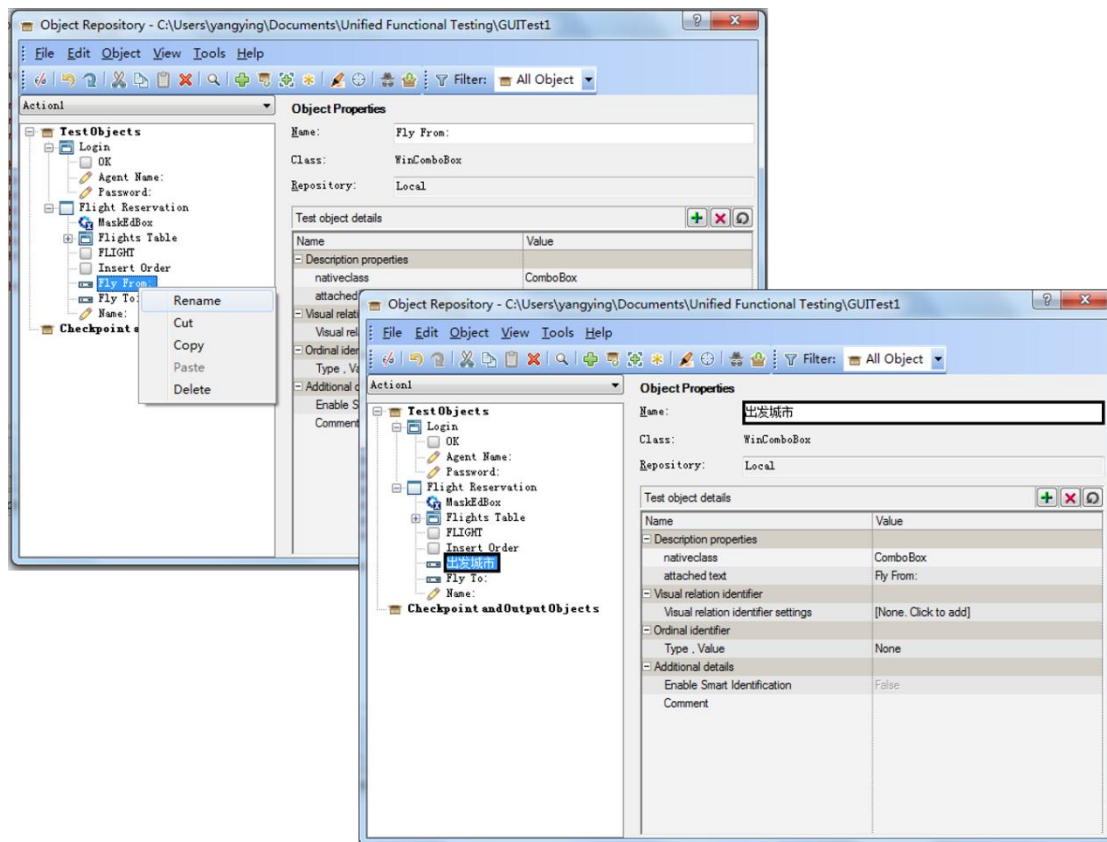 Object Repository - C:\Users\yangying\Documents\Unified Functional Testing\GUITest1
File Edit Object View Tools Help
Filter: All Object
Action1
Object Properties
TestObjects
Name: Fly From:
Login
OK
Class: WinComboBox
Agent Name:
Password:
Repository: Local
Flight Reservation
MaskEdBox
Test object details
Flights Table
Name Value
FLIGHT
Description properties
Insert Order
nativeclass ComboBox
Fly From:
attached
Fly To:
Name:
Visual relati
Checkpoint a
Visual rel
Ordinal iden
Type , Va
Additional d
Enable S
Comment
Rename
Cut
Copy
Paste
Delete
Object Repository - C:\Users\yangying\Documents\Unified Functional Testing\GUITest1
File Edit Object View Tools Help
Filter: All Object
Action1
Object Properties
TestObjects
Name: 出发城市
Login
OK
Class: WinComboBox
Agent Name:
Password:
Repository: Local
Flight Reservation
MaskEdBox
Test object details
Flights Table
Name Value
FLIGHT
Description properties
Insert Order
nativeclass ComboBox
出发城市
attached text Fly From:
Fly To:
Name:
Visual relation identifier
Checkpoint and Output Objects
Visual relation identifier settings [None. Click to add]
Ordinal identifier
Type , Value None
Additional details
Enable Smart Identification False
Comment